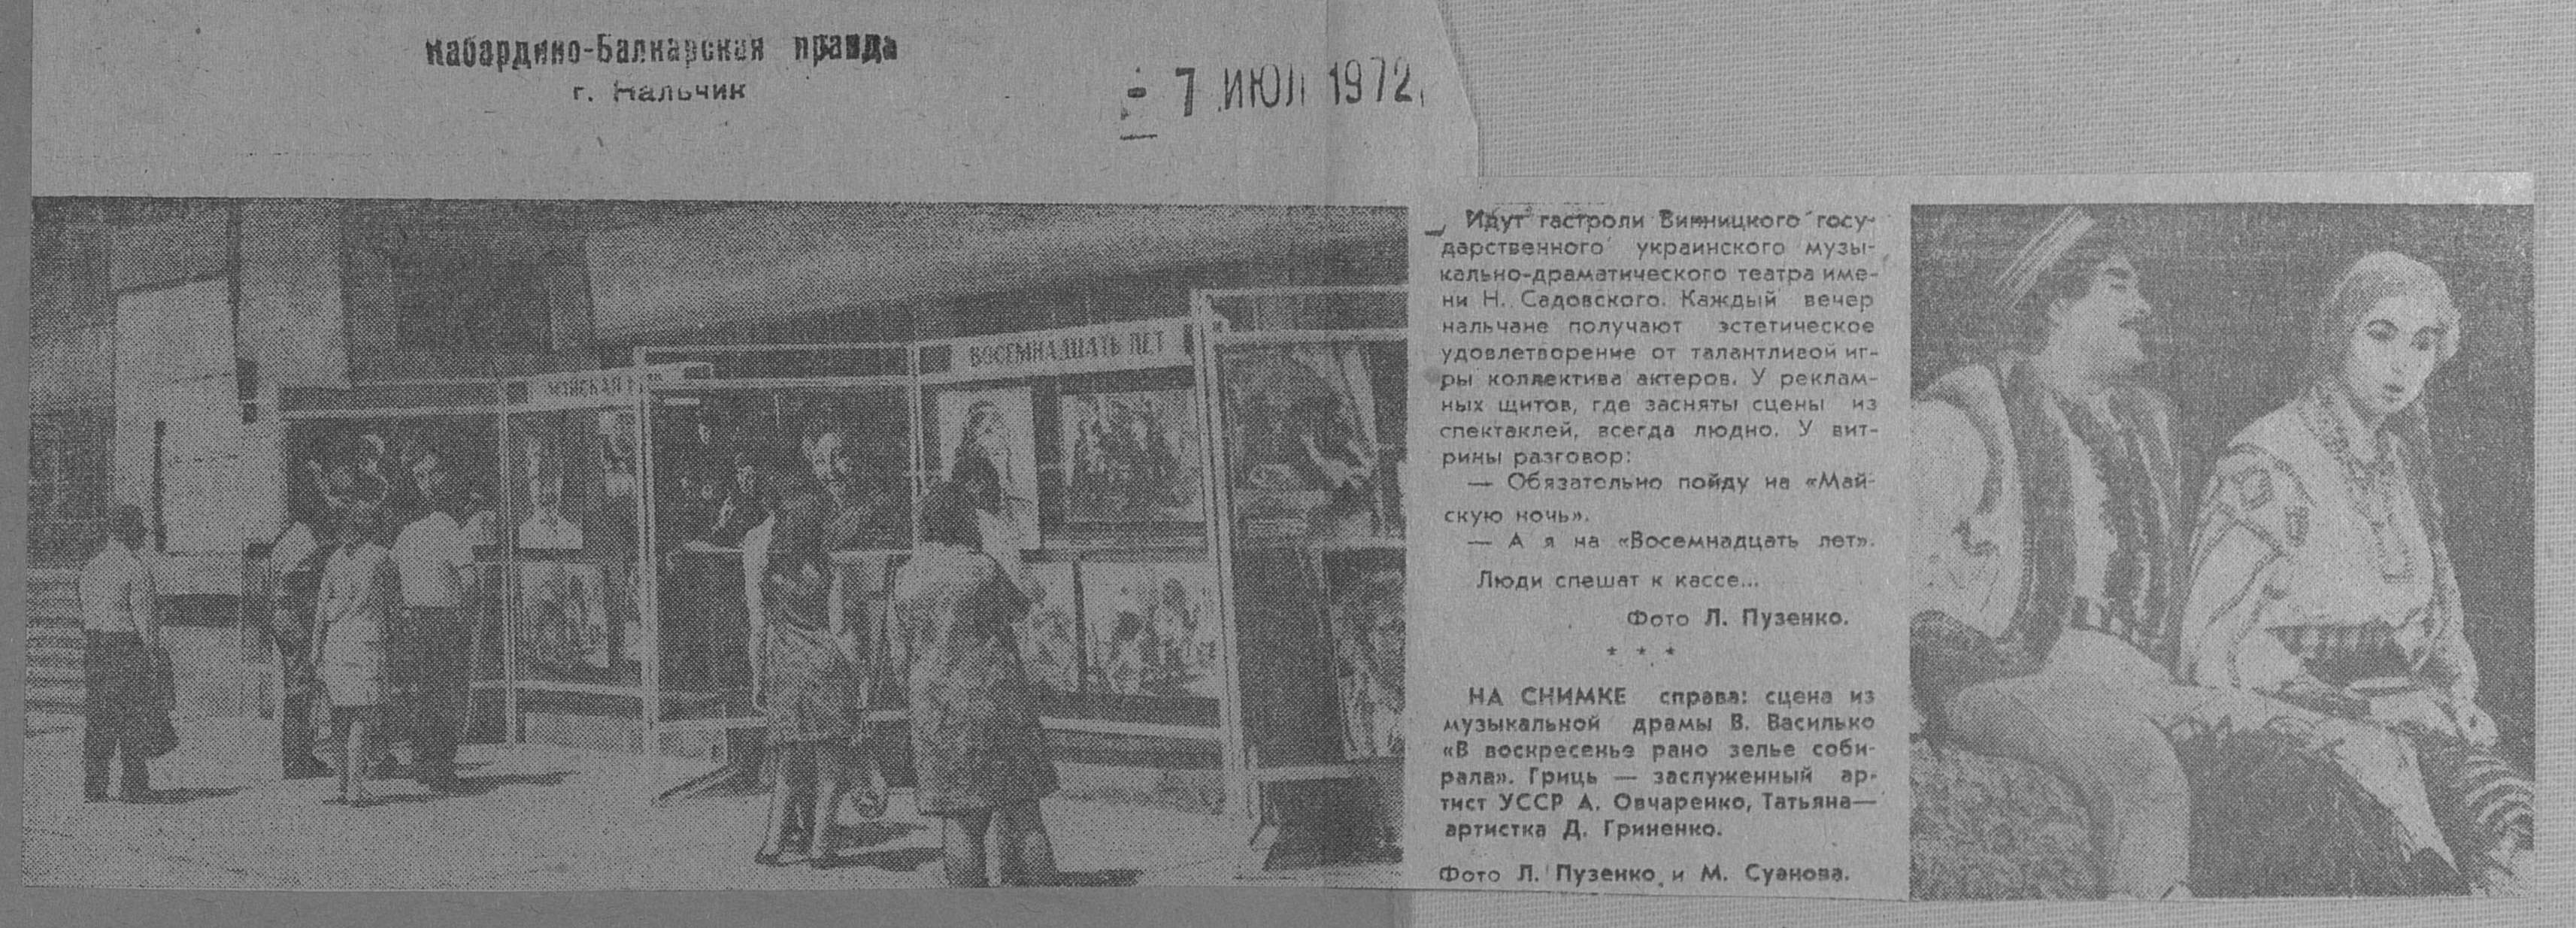 Кабардино-Балкарская правда
г. Нальчик
- 7 ИЮЛ 1972
МАЙСКАЯ
ВОСЕМНАДЦАТЬ ЛЕТ
Идут гастроли Винницкого госу-
дарственного украинского музы-
кально-драматического театра име-
ни Н. Садовского. Каждый вечер
нальчане получают эстетическое
удовлетворение от талантливой иг-
ры коллектива актеров. У реклам-
ных щитов, где засняты сцены из
спектаклей, всегда людно. У вит-
рины разговор:
— Обязательно пойду на «Май-
скую ночь».
— А я на «Восемнадцать лет».
Люди спешат к кассе...
Фото Л. Пузенко.
* * *
НА СНИМКЕ справа: сцена из
музыкальной драмы В. Василько
«В воскресенье рано зелье соби-
рала». Гриць — заслуженный ар-
тист УССР А. Овчаренко, Татьяна—
артистка Д. Гриненко.
Фото Л. Пузенко и М. Суанова.